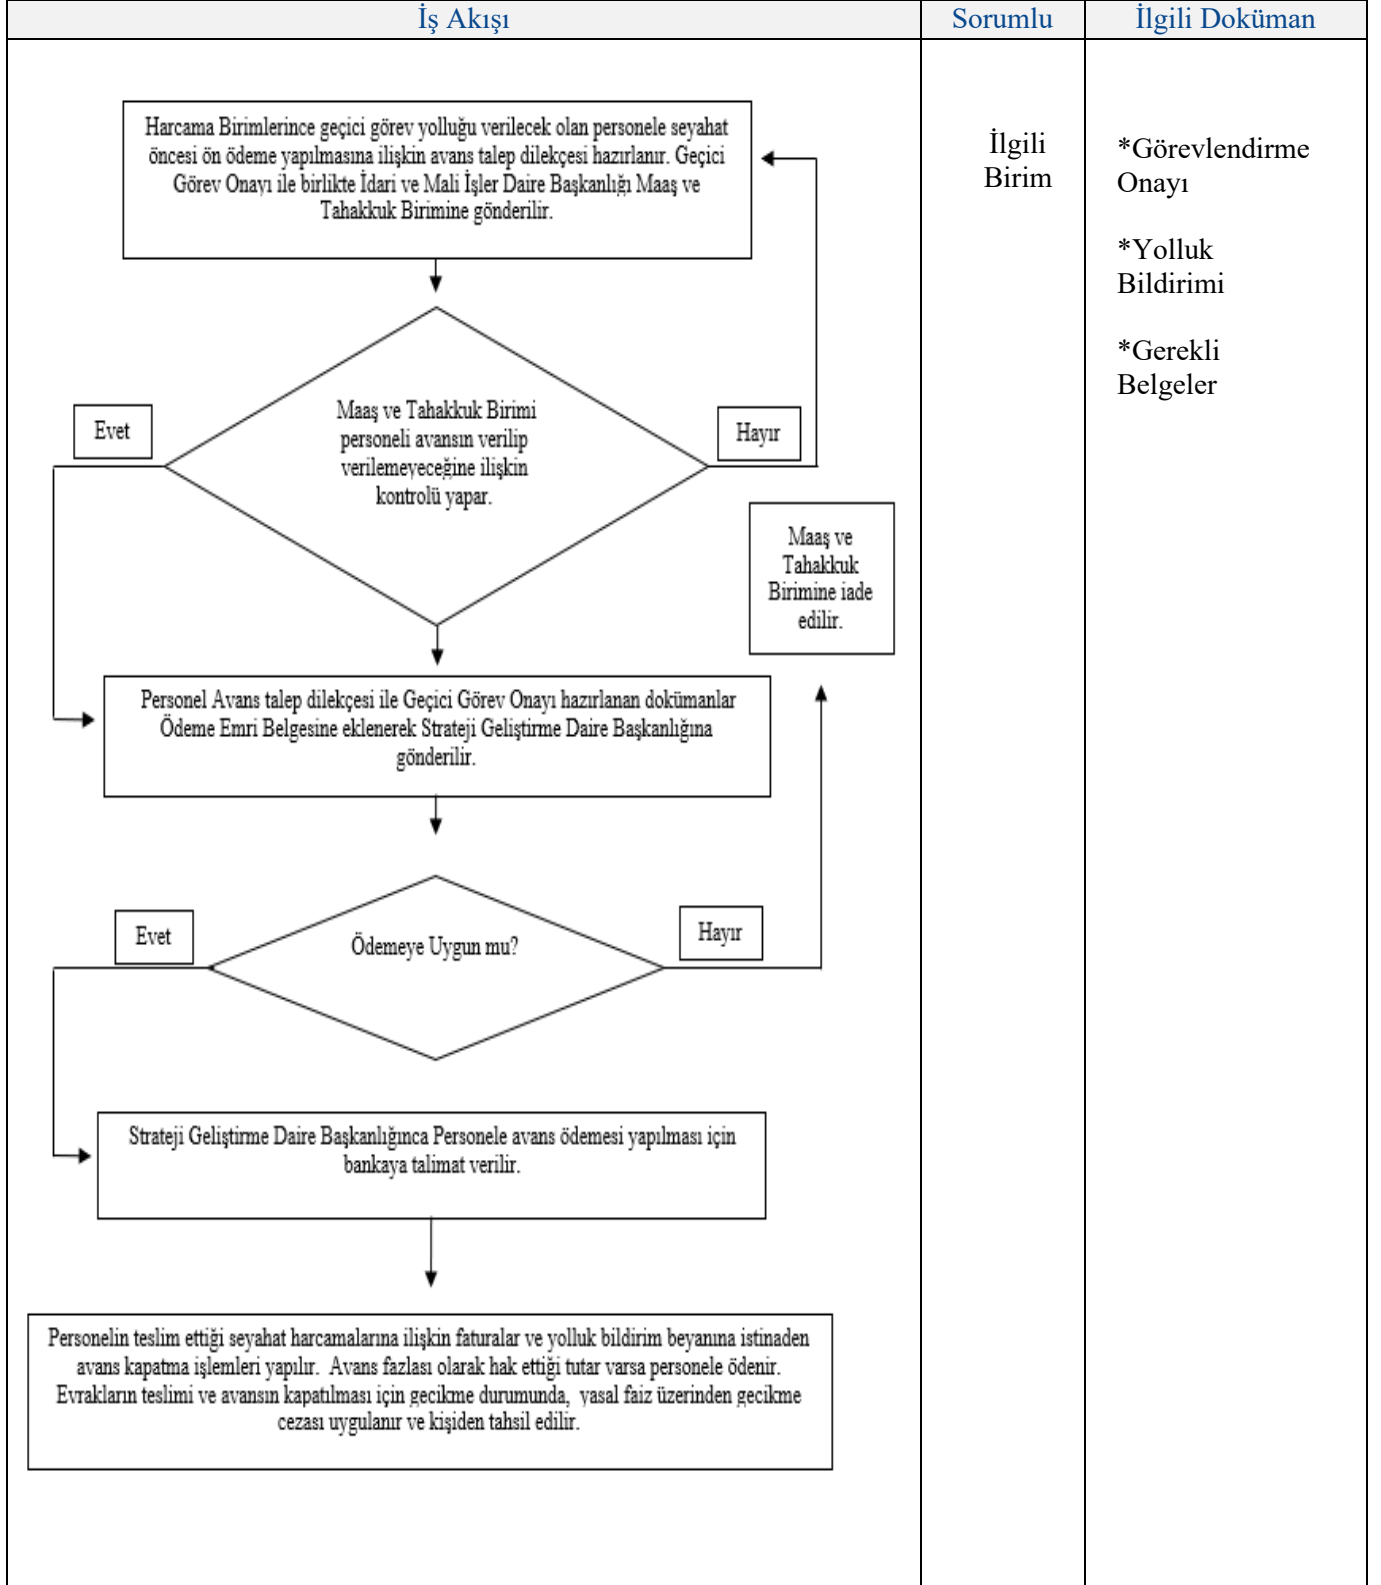 İş Akışı
Sorumlu
İlgili Doküman
Harcama Birimlerince geçici görev yolluğu verilecek olan personele seyahat
öncesi ön ödeme yapılmasına ilişkin avans talep dilekçesi hazırlanır. Geçici
Görev Onayı ile birlikte İdari ve Mali İşler Daire Başkanlığı Maaş ve
Tahakkuk Birimine gönderilir.
İlgili
Birim
*Görevlendirme
Onayı
*Yolluk
Bildirimi
*Gerekli
Belgeler
Evet
Maaş ve Tahakkuk Birimi
personeli avansın verilip
verilemeyeceğine ilişkin
kontrolü yapar.
Hayır
Maaş ve
Tahakkuk
Birimine iade
edilir.
Personel Avans talep dilekçesi ile Geçici Görev Onayı hazırlanan dokümanlar
Ödeme Emri Belgesine eklenerek Strateji Geliştirme Daire Başkanlığına
gönderilir.
Evet
Ödemeye Uygun mu?
Hayır
Strateji Geliştirme Daire Başkanlığınca Personele avans ödemesi yapılması için
bankaya talimat verilir.
Personelin teslim ettiği seyahat harcamalarına ilişkin faturalar ve yolluk bildirim beyanına istinaden
avans kapatma işlemleri yapılır.  Avans fazlası olarak hak ettiği tutar varsa personele ödenir.
Evrakların teslimi ve avansın kapatılması için gecikme durumunda,  yasal faiz üzerinden gecikme
cezası uygulanır ve kişiden tahsil edilir.